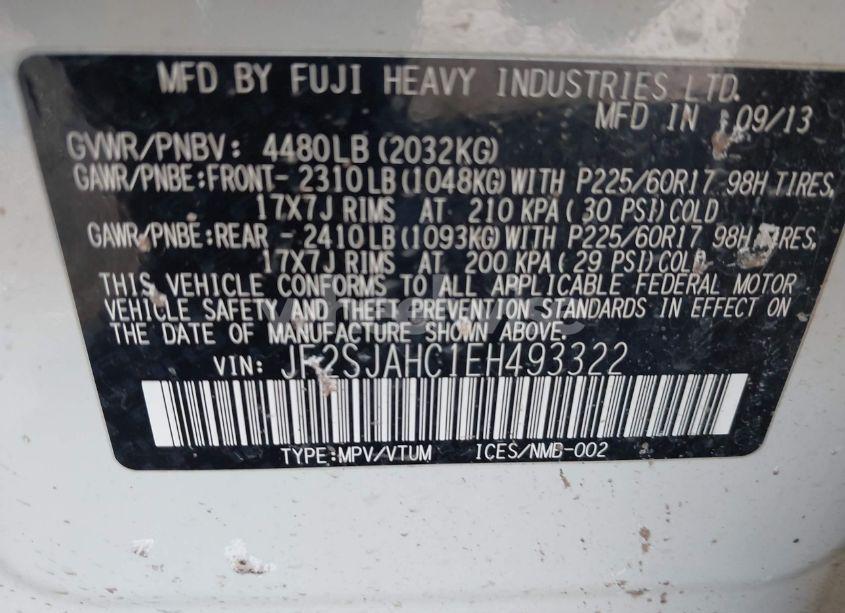 MFD BY FUJI HEAVY INDUSTRIES LTD.
MFD IN : 09/13
GVWR/PNBV: 4480LB(2032KG)
GAWR/PNBE:FRONT- 2310LB(1048KG)WITH P225/60R17 98H TIRES,
17X7J RIMS AT 210 KPA( 30 PSI)COLD
GAWR/PNBE:REAR - 2410LB(1093KG)WITH P225/60R17 98H TIRES,
17X7J RIMS AT 200 KPA( 29 PSI)COLD
THIS VEHICLE CONFORMS TO ALL APPLICABLE FEDERAL MOTOR
VEHICLE SAFETY AND THEFT PREVENTION STANDARDS IN EFFECT ON
THE DATE OF MANUFACTURE SHOWN ABOVE.
VIN: JF2SJAHC1EH493322
TYPE:MPV/VTUM ICES/NMB-002